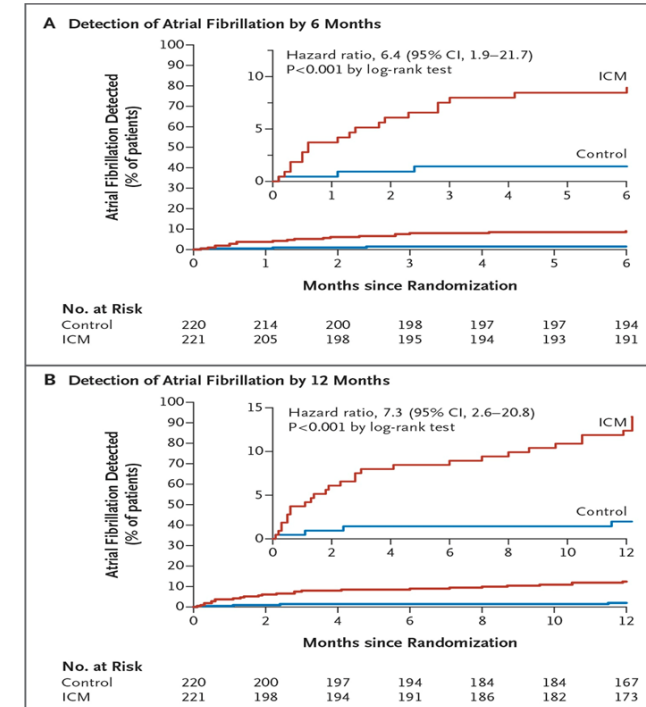 A Detection of Atrial Fibrillation by 6 Months
Atrial Fibrillation Detected
(% of patients)
100
90
80
70
60
50
40
30
20
10
0
10
5
0
Hazard ratio, 6.4 (95% CI, 1.9–21.7)
P<0.001 by log-rank test
ICM
Control
0 1 2 3 4 5 6
0 1 2 3 4 5 6
Months since Randomization
No. at Risk
Control 220 214 200 198 197 197 194
ICM 221 205 198 195 194 193 191
B Detection of Atrial Fibrillation by 12 Months
Atrial Fibrillation Detected
(% of patients)
100
90
80
70
60
50
40
30
20
10
0
15
10
5
0
Hazard ratio, 7.3 (95% CI, 2.6–20.8)
P<0.001 by log-rank test
ICM
Control
0 2 4 6 8 10 12
0 2 4 6 8 10 12
Months since Randomization
No. at Risk
Control 220 200 197 194 184 184 167
ICM 221 198 194 191 186 182 173